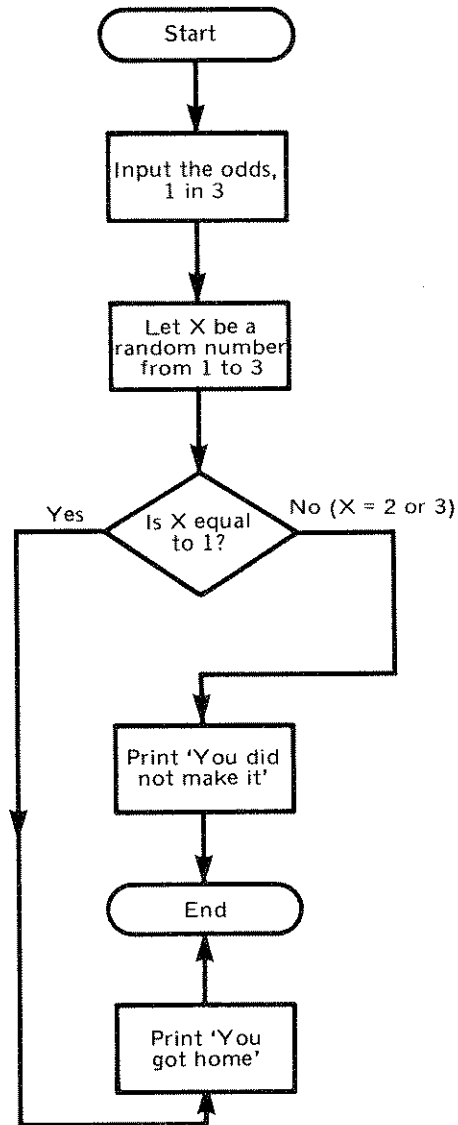 Start
Input the odds,
1 in 3
Let X be a
random number
from 1 to 3
Yes
Is X equal
to 1?
No (X = 2 or 3)
Print ‘You did
not make it’
End
Print ‘You
got home’